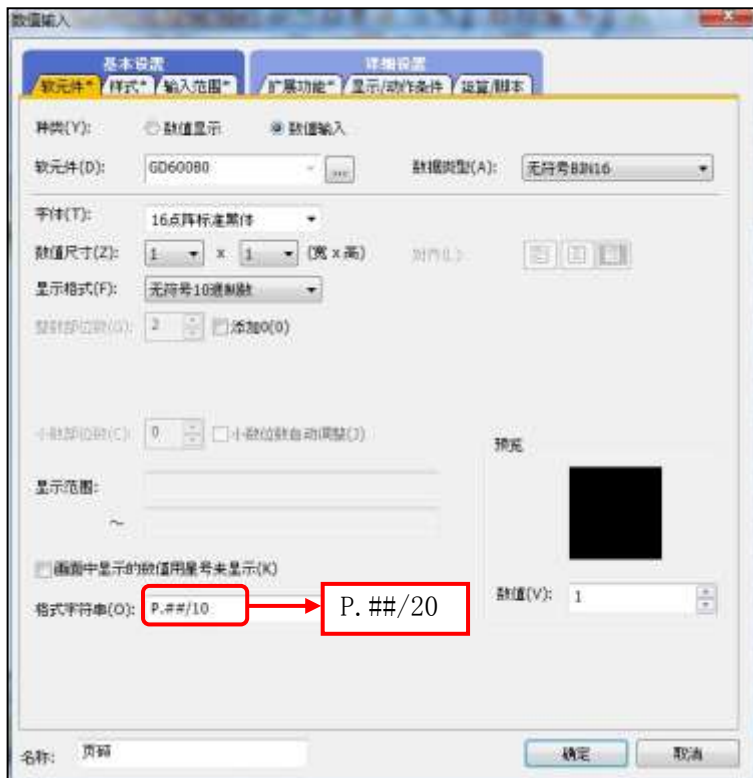 数值输入
基本设置 详细设置
软元件* 样式* 输入范围* 扩展功能* 显示/动作条件 运算/脚本
种类(Y): 数值显示 数值输入
软元件(D): GD60080 ... 数据类型(A): 无符号BIN16
字体(T): 16点阵标准黑体
数值尺寸(Z): 1 x 1 (宽 x 高) 对齐(L):
显示格式(F): 无符号10进制数
整数部位数(G): 2 添加0(0)
小数部位数(C): 0 小数位数自动调整(J)
预览
显示范围:
~
画面中显示的数值用星号来显示(K)
格式字符串(O): P.##/10 P.##/20 数值(V): 1
名称: 页码 确定 取消